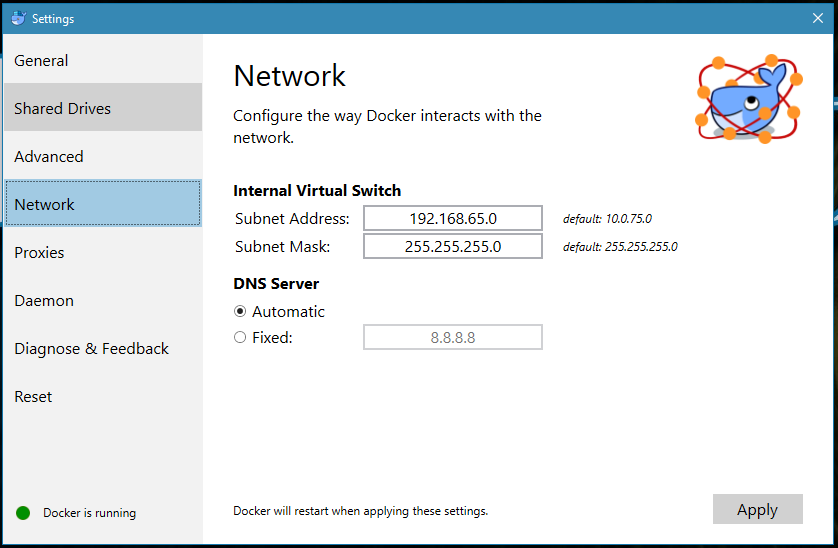 Settings
General
Shared Drives
Advanced
Network
Proxies
Daemon
Diagnose & Feedback
Reset
Docker is running
Network
Configure the way Docker interacts with the
network.
Internal Virtual Switch
Subnet Address: 192.168.65.0 default: 10.0.75.0
Subnet Mask: 255.255.255.0 default: 255.255.255.0
DNS Server
Automatic
Fixed: 8.8.8.8
Docker will restart when applying these settings.
Apply